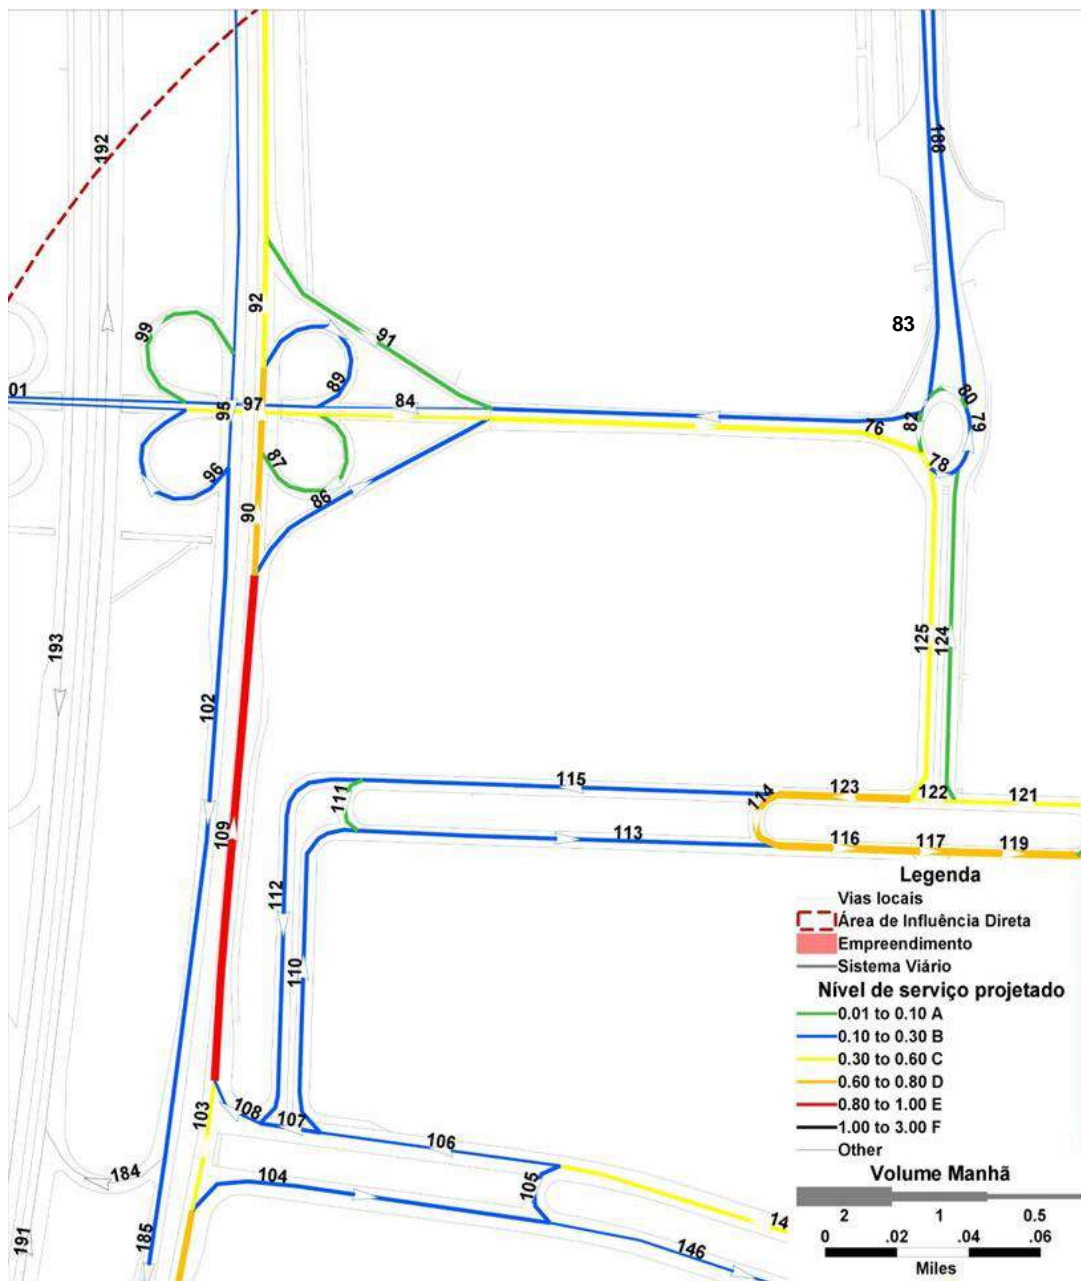 192
188
92
91
83
99
89
01
95
97
84
80
82
79
76
78
87
96
86
90
193
125
124
102
115
123
122
121
111
114
109
113
116
117
119
112
110
103
108
107
106
104
105
184
14
185
191
146
Legenda
Vias locais
Área de Influência Direta
Empreendimento
Sistema Viário
Nível de serviço projetado
0.01 to 0.10 A
0.10 to 0.30 B
0.30 to 0.60 C
0.60 to 0.80 D
0.80 to 1.00 E
1.00 to 3.00 F
Other
Volume Manhã
2 1 0.5
0 .02 .04 .06
Miles